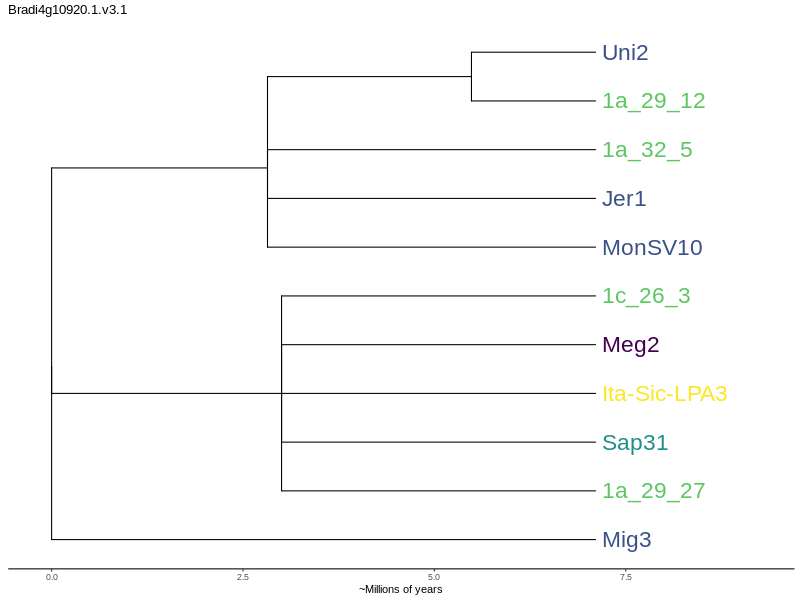 Bradi4g10920.1.v3.1
Uni2
1a_29_12
1a_32_5
Jer1
MonSV10
1c_26_3
Meg2
Ita-Sic-LPA3
Sap31
1a_29_27
Mig3
0.0 2.5 5.0 7.5
~Millions of years